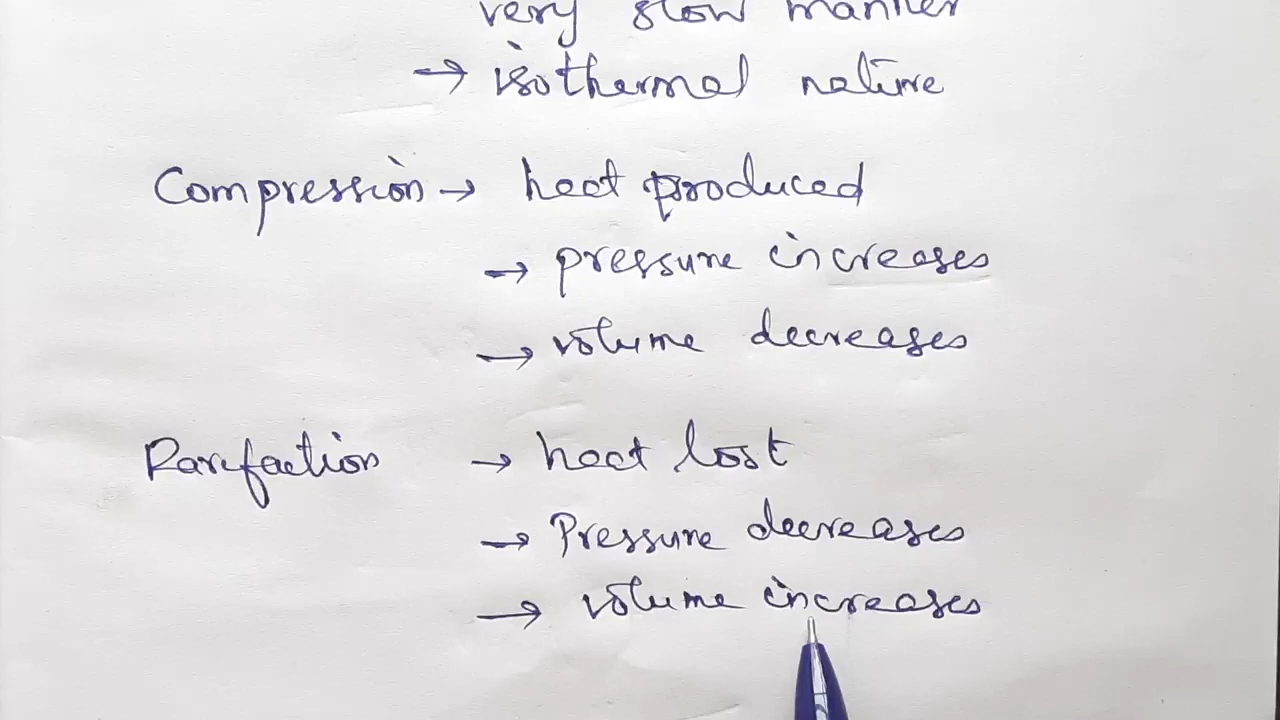 very slow manner
→ isothermal nature
Compression → heat produced
→ pressure increases
→ volume decreases
Rarefaction → heat lost
→ Pressure decreases
→ volume increases